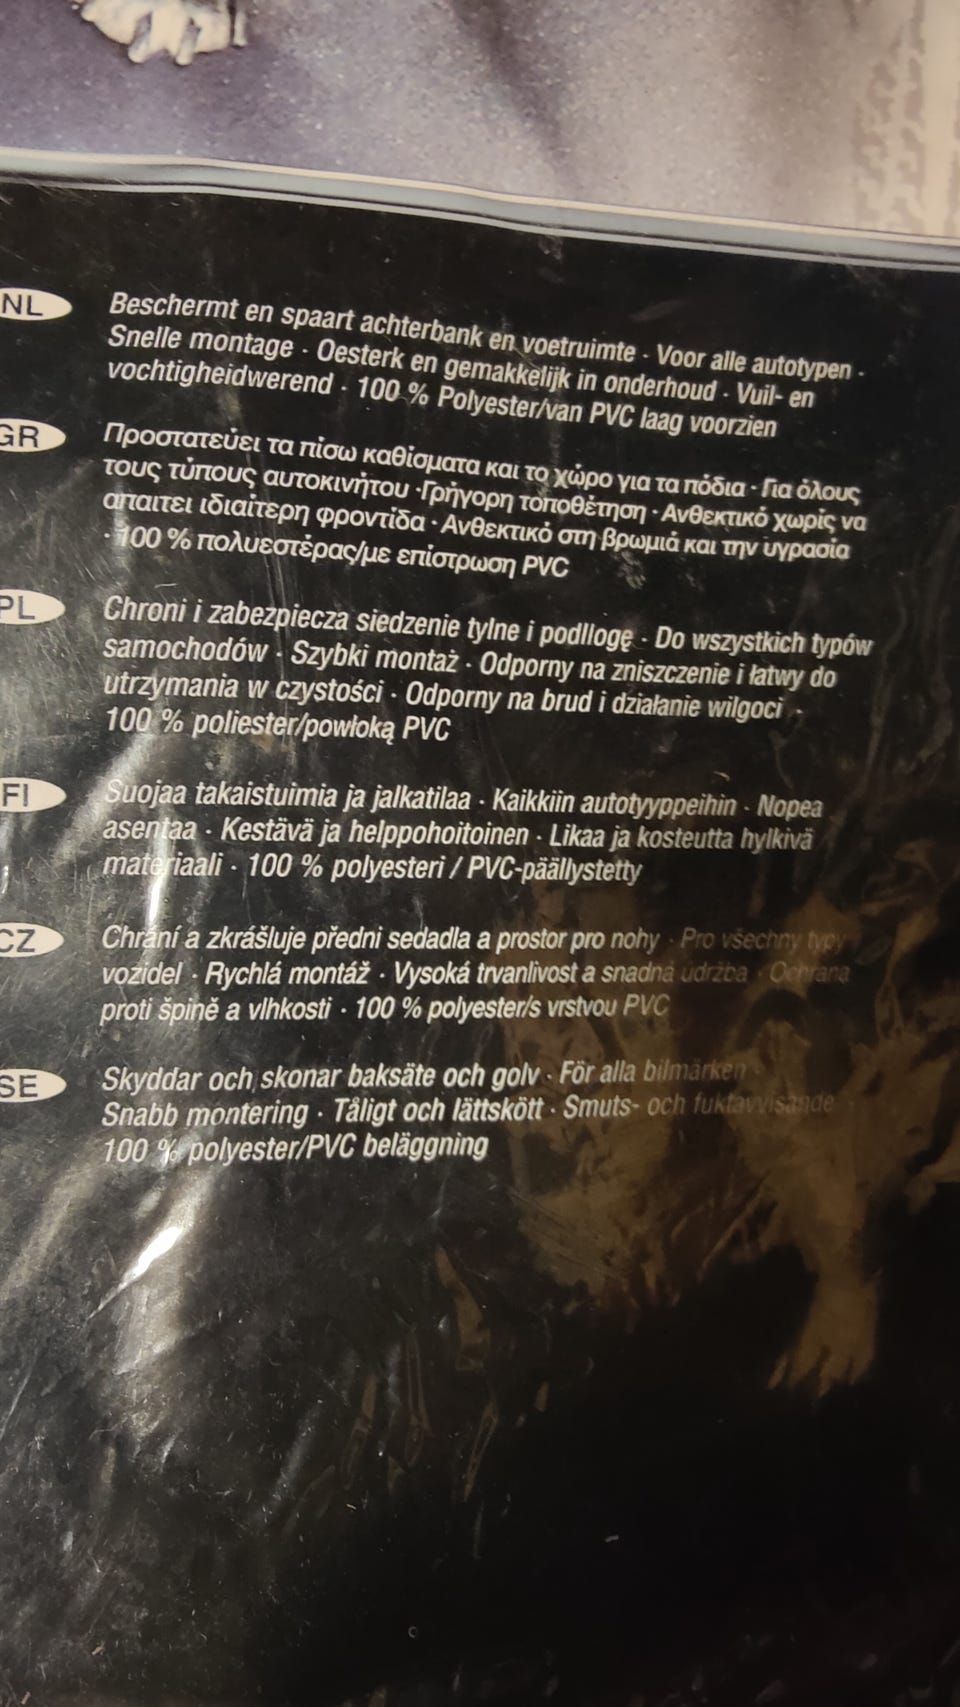 NL
Beschermt en spaart achterbank en voetruimte · Voor alle autotypen ·
Snelle montage · Oesterk en gemakkelijk in onderhoud · Vuil- en
vochtigheidwerend · 100 % Polyester/van PVC laag voorzien
GR
Προστατεύει τα πίσω καθίσματα και το χώρο για τα πόδια · Για όλους
τους τύπους αυτοκινήτου ·Γρήγορη τοποθέτηση · Ανθεκτικό χωρίς να
απαιτει ιδιαίτερη φροντίδα · Ανθεκτικό στη βρωμιά και την υγρασία
· 100 % πολυεστέρας/με επίστρωση PVC
PL
Chroni i zabezpiecza siedzenie tylne i podłlogę · Do wszystkich typów
samochodów · Szybki montaż · Odporny na zniszczenie i łatwy do
utrzymania w czystości · Odporny na brud i działanie wilgoci ·
100 % poliester/powłoką PVC
FI
Suojaa takaistuimia ja jalkatilaa · Kaikkiin autotyyppeihin · Nopea
asentaa · Kestävä ja helppohoitoinen · Likaa ja kosteutta hylkivä
materiaali · 100 % polyesteri / PVC-päällystetty
CZ
Chrání a zkrášluje předni sedadla a prostor pro nohy · Pro všechny typy
vozidel · Rychlá montáž · Vysoká trvanlivost a snadná údržba · Ochrana
proti špině a vlhkosti · 100 % polyester/s vrstvou PVC
SE
Skyddar och skonar baksäte och golv · För alla bilmärken ·
Snabb montering · Tåligt och lättskött · Smuts- och fuktavvisande ·
100 % polyester/PVC beläggning